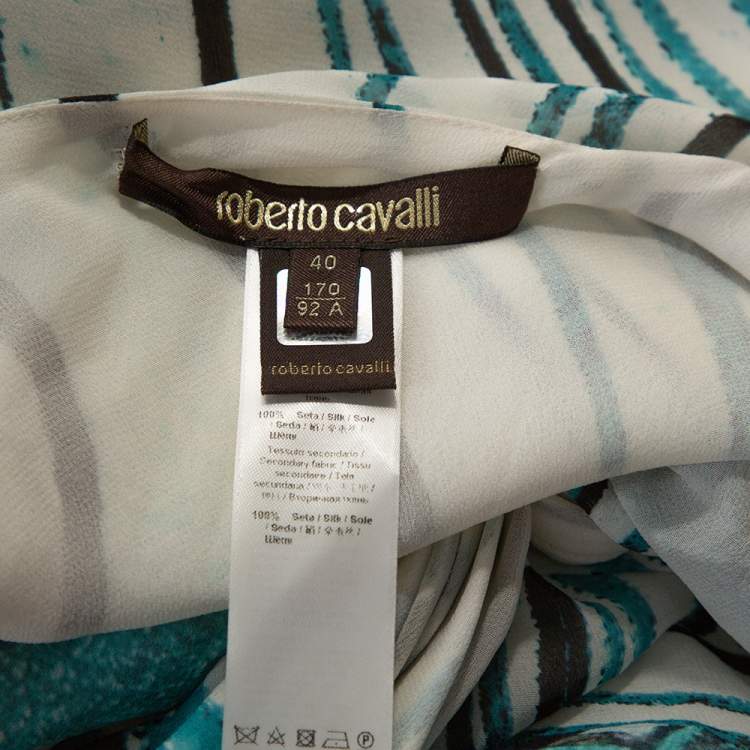 roberto cavalli
40
170
92 A
roberto cavalli
100% Seta / Silk / Soie
/ Seda /
Tessuto secondario /
Secondary fabric / Tissu
secondaire / Tela
secundaria /
100% Seta / Silk / Soie
/ Seda /
P